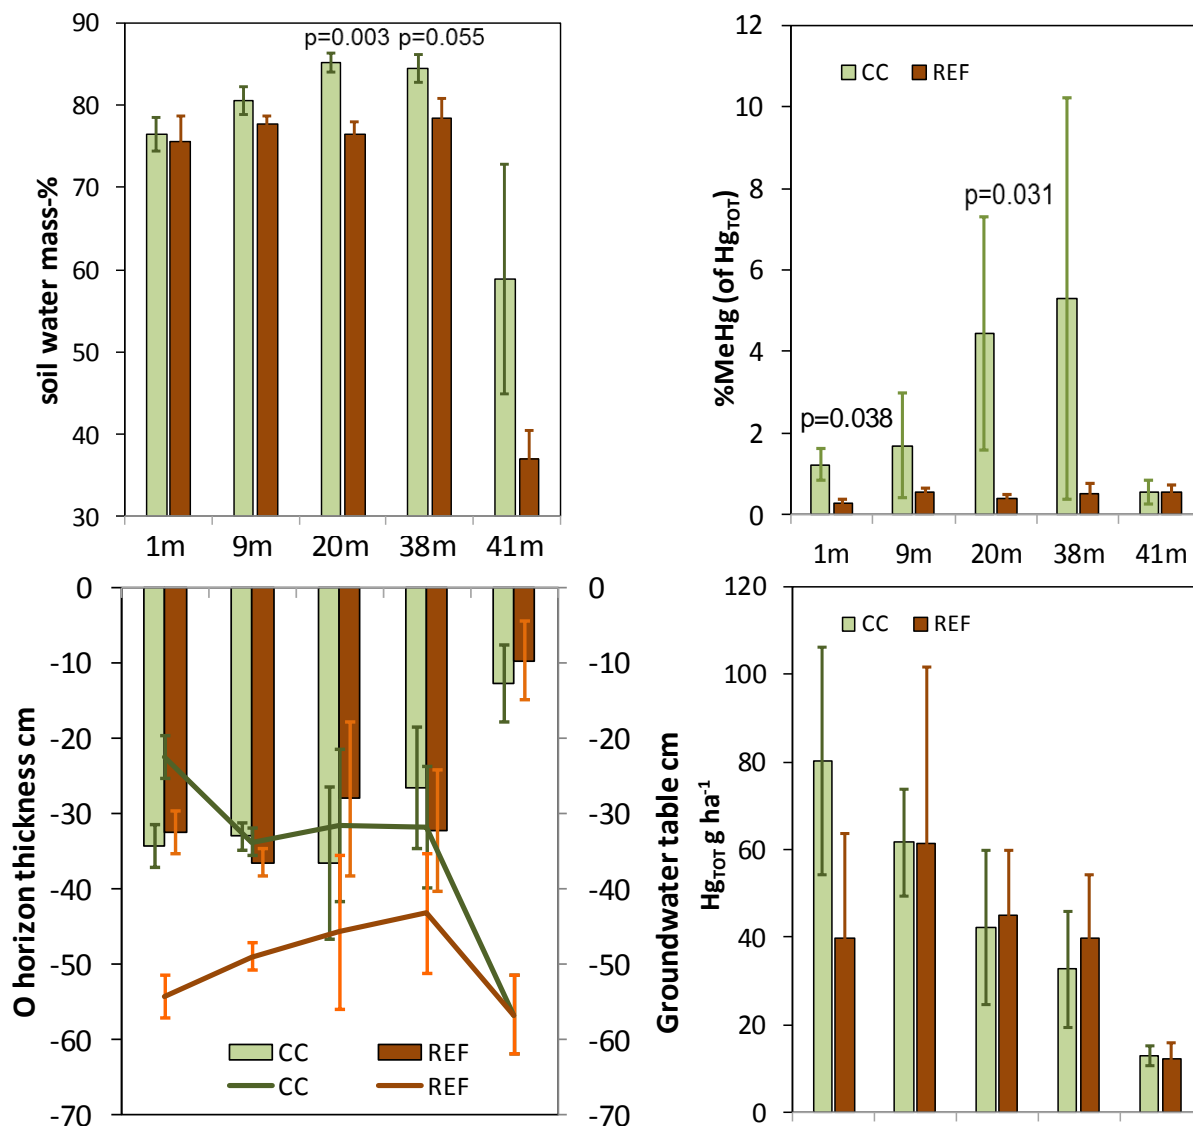 90
80
70
60
50
40
30
soil water mass-%
p=0.003 p=0.055
1m 9m 20m 38m 41m
12
10
8
6
4
2
0
%MeHg (of HgTOT)
CC REF
p=0.038
p=0.031
1m 9m 20m 38m 41m
0
-10
-20
-30
-40
-50
-60
-70
O horizon thickness cm
CC REF
CC REF
0
-10
-20
-30
-40
-50
-60
-70
Groundwater table cm
120
100
80
60
40
20
0
HgTOT g ha-1
CC REF